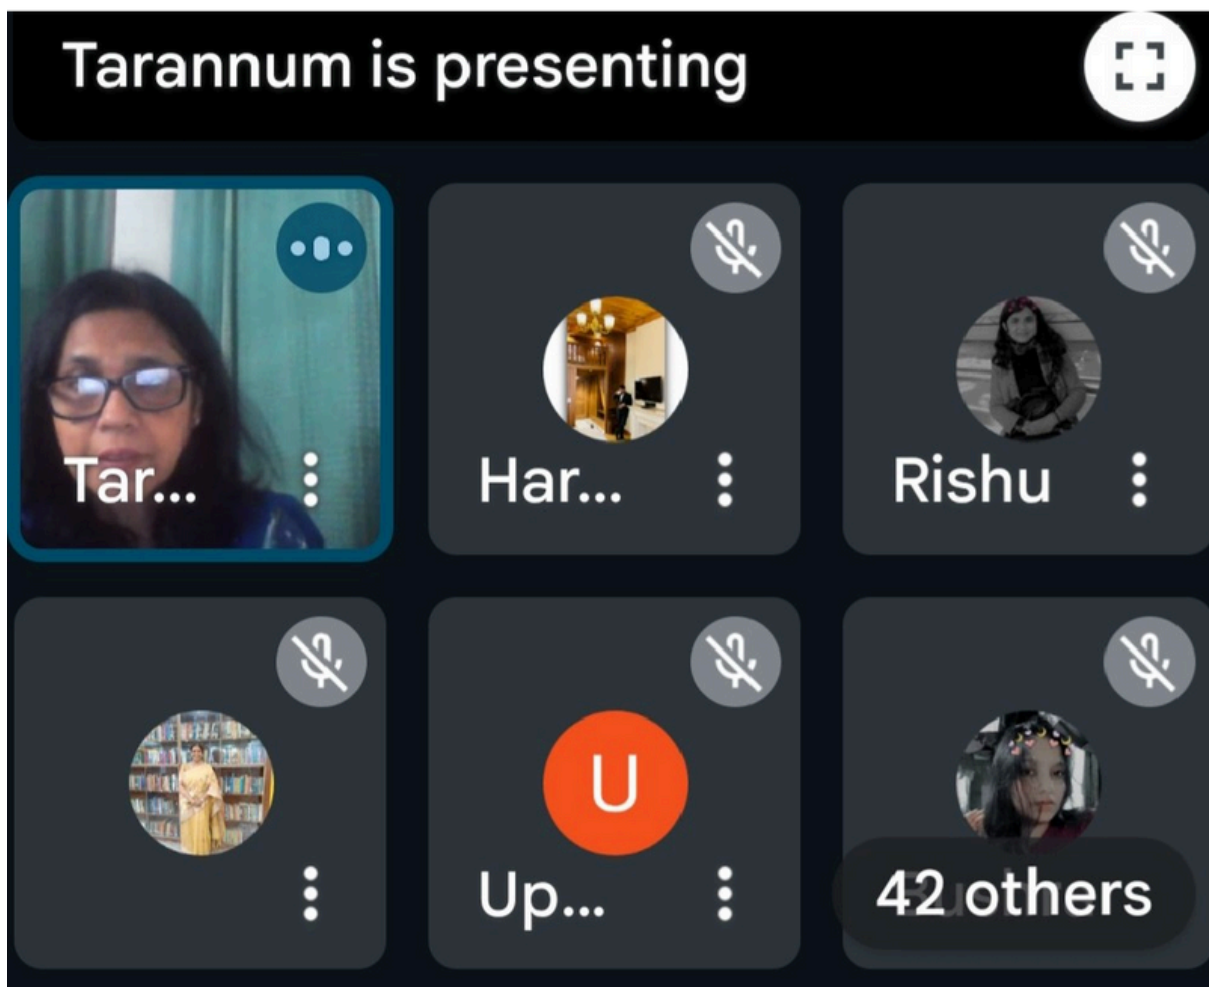 Tarannum is presenting
Tar...
Har...
Rishu
U
Up...
42 others